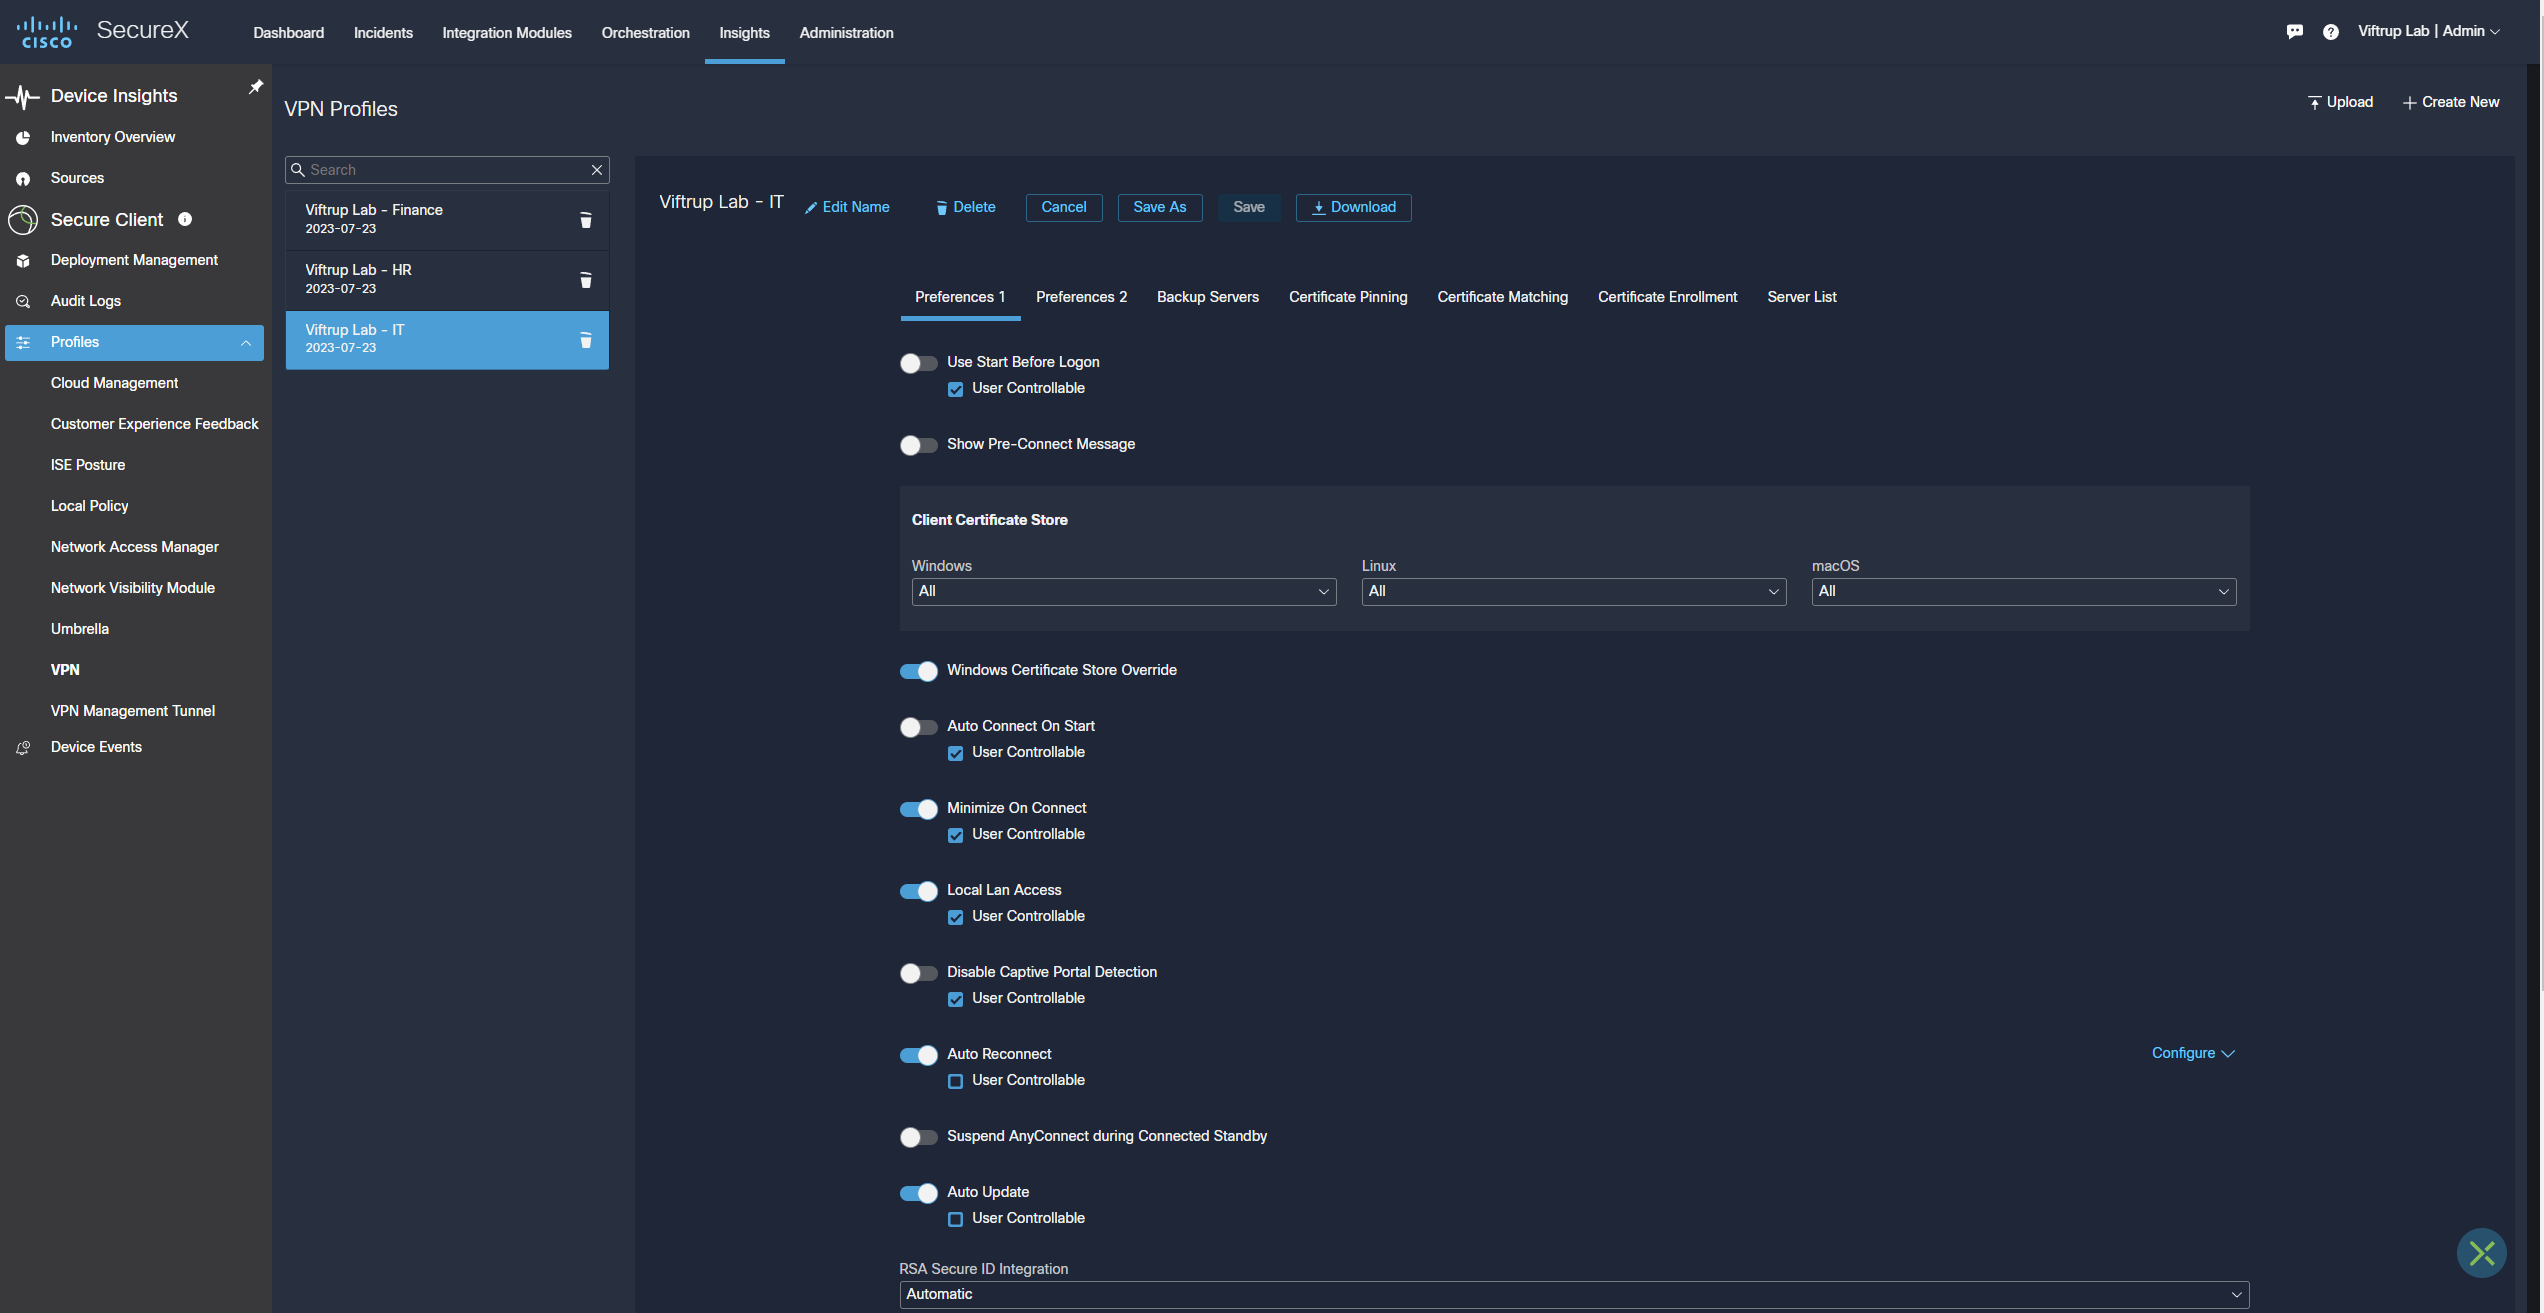 CISCO SecureX Dashboard Incidents Integration Modules Orchestration Insights Administration Viftrup Lab | Admin
Device Insights
Inventory Overview
Sources
Secure Client
Deployment Management
Audit Logs
Profiles
Cloud Management
Customer Experience Feedback
ISE Posture
Local Policy
Network Access Manager
Network Visibility Module
Umbrella
VPN
VPN Management Tunnel
Device Events
VPN Profiles
Upload Create New
Search
Viftrup Lab - Finance
2023-07-23
Viftrup Lab - HR
2023-07-23
Viftrup Lab - IT
2023-07-23
Viftrup Lab - IT Edit Name Delete Cancel Save As Save Download
Preferences 1 Preferences 2 Backup Servers Certificate Pinning Certificate Matching Certificate Enrollment Server List
Use Start Before Logon
User Controllable
Show Pre-Connect Message
Client Certificate Store
Windows Linux macOS
All All All
Windows Certificate Store Override
Auto Connect On Start
User Controllable
Minimize On Connect
User Controllable
Local Lan Access
User Controllable
Disable Captive Portal Detection
User Controllable
Auto Reconnect Configure
User Controllable
Suspend AnyConnect during Connected Standby
Auto Update
User Controllable
RSA Secure ID Integration
Automatic